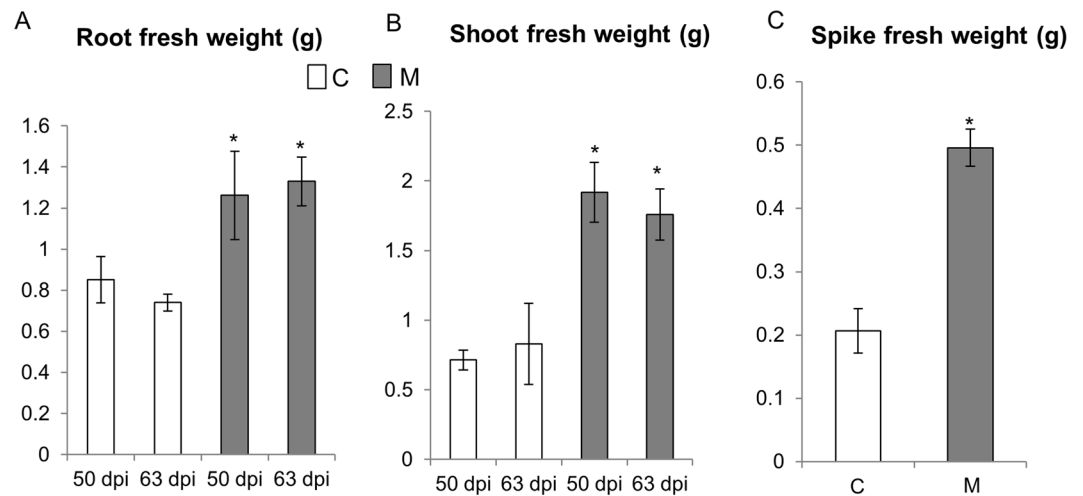 A
Root fresh weight (g)
B
Shoot fresh weight (g)
C
Spike fresh weight (g)
C
M
1.6
1.4
1.2
1
0.8
0.6
0.4
0.2
0
*
*
50 dpi 63 dpi 50 dpi 63 dpi
2.5
2
1.5
1
0.5
0
*
*
50 dpi 63 dpi 50 dpi 63 dpi
0.6
0.5
0.4
0.3
0.2
0.1
0
*
C M